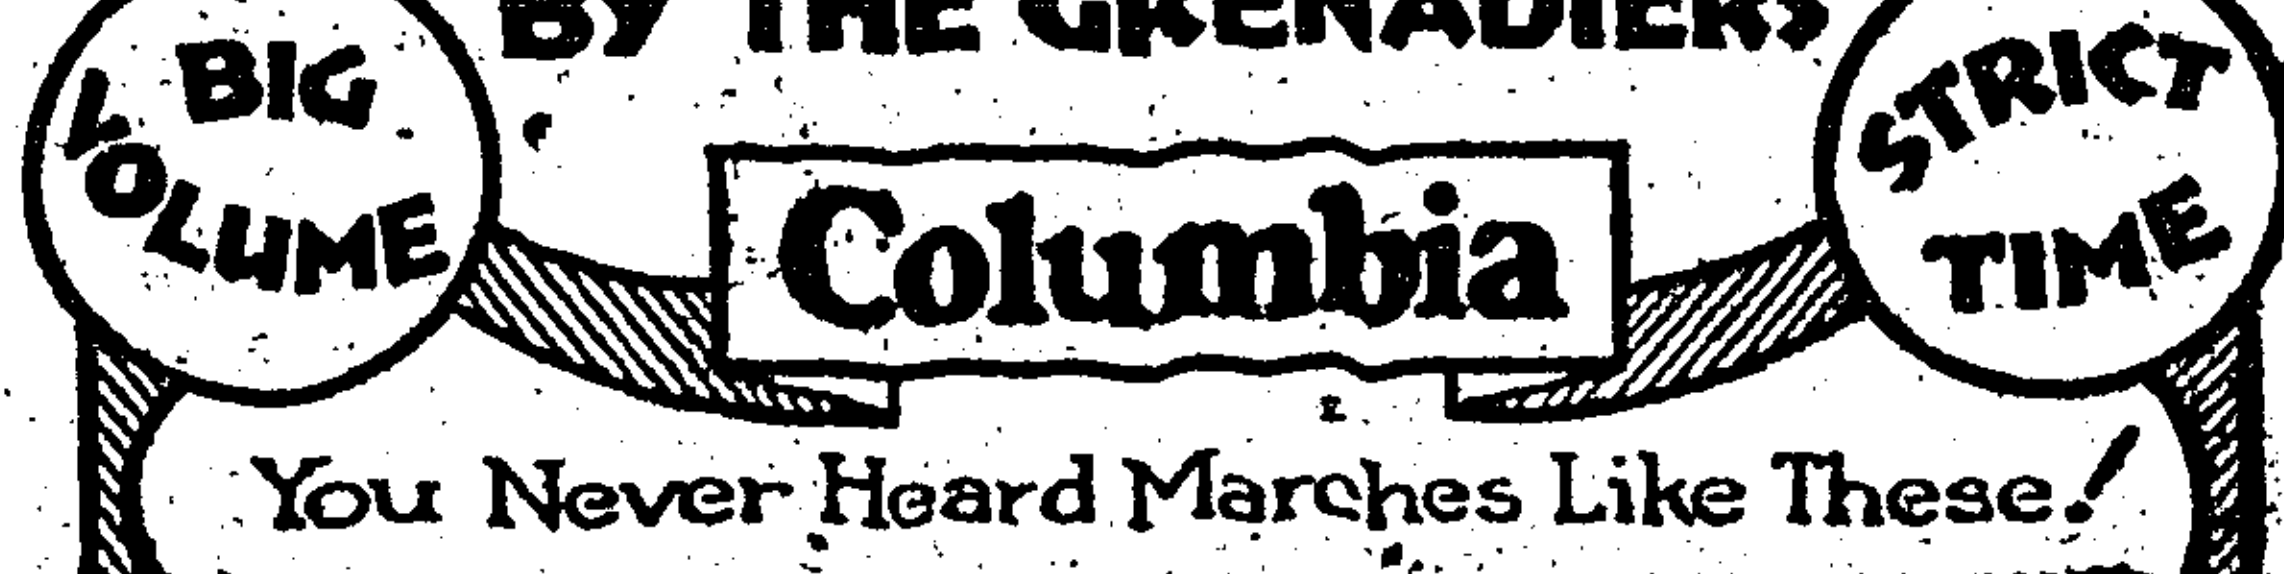 BY THE GRENADIERS
BIG
VOLUME
STRICT
TIME
Columbia
You Never Heard Marches Like These!